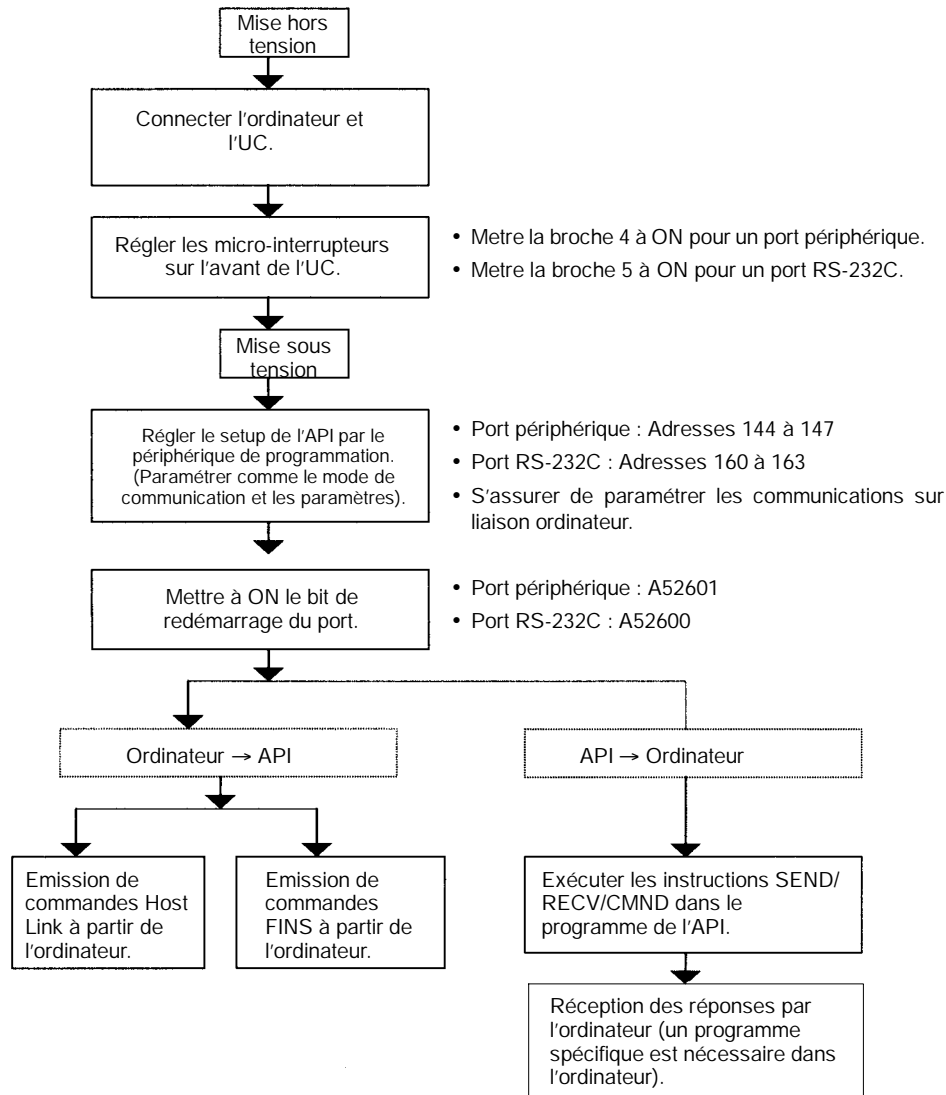 Mise hors
tension
Connecter l'ordinateur et
l'UC.
Régler les micro-interrupteurs
sur l'avant de l'UC.
• Metre la broche 4 à ON pour un port périphérique.
• Metre la broche 5 à ON pour un port RS-232C.
Mise sous
tension
Régler le setup de l'API par le
périphérique de programmation.
(Paramétrer comme le mode de
communication et les paramètres).
• Port périphérique : Adresses 144 à 147
• Port RS-232C : Adresses 160 à 163
• S'assurer de paramétrer les communications sur
liaison ordinateur.
Mettre à ON le bit de
redémarrage du port.
• Port périphérique : A52601
• Port RS-232C : A52600
Ordinateur → API
API → Ordinateur
Emission de
commandes Host
Link à partir de
l'ordinateur.
Emission de
commandes
FINS à partir de
l'ordinateur.
Exécuter les instructions SEND/
RECV/CMND dans le
programme de l'API.
Réception des réponses par
l'ordinateur (un programme
spécifique est nécessaire dans
l'ordinateur).